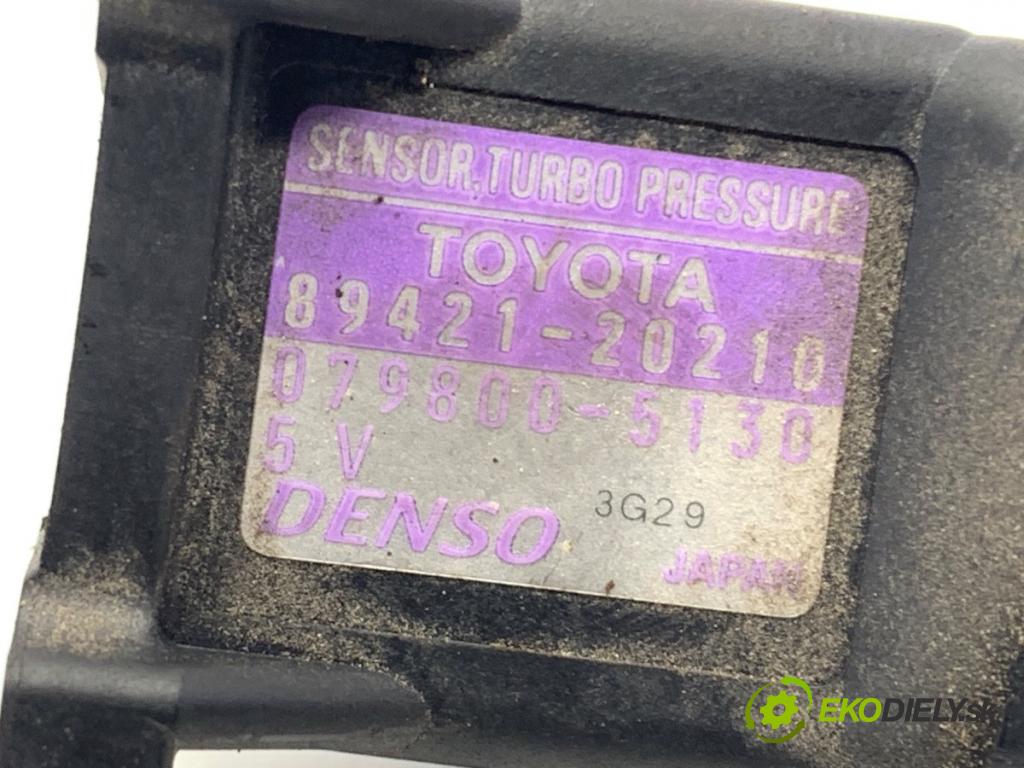 SENSOR, TURBO PRESSURE
TOYOTA
89421-20210
079800-5130
5 V
DENSO 3G29
JAPAN
EKODIELY.sk